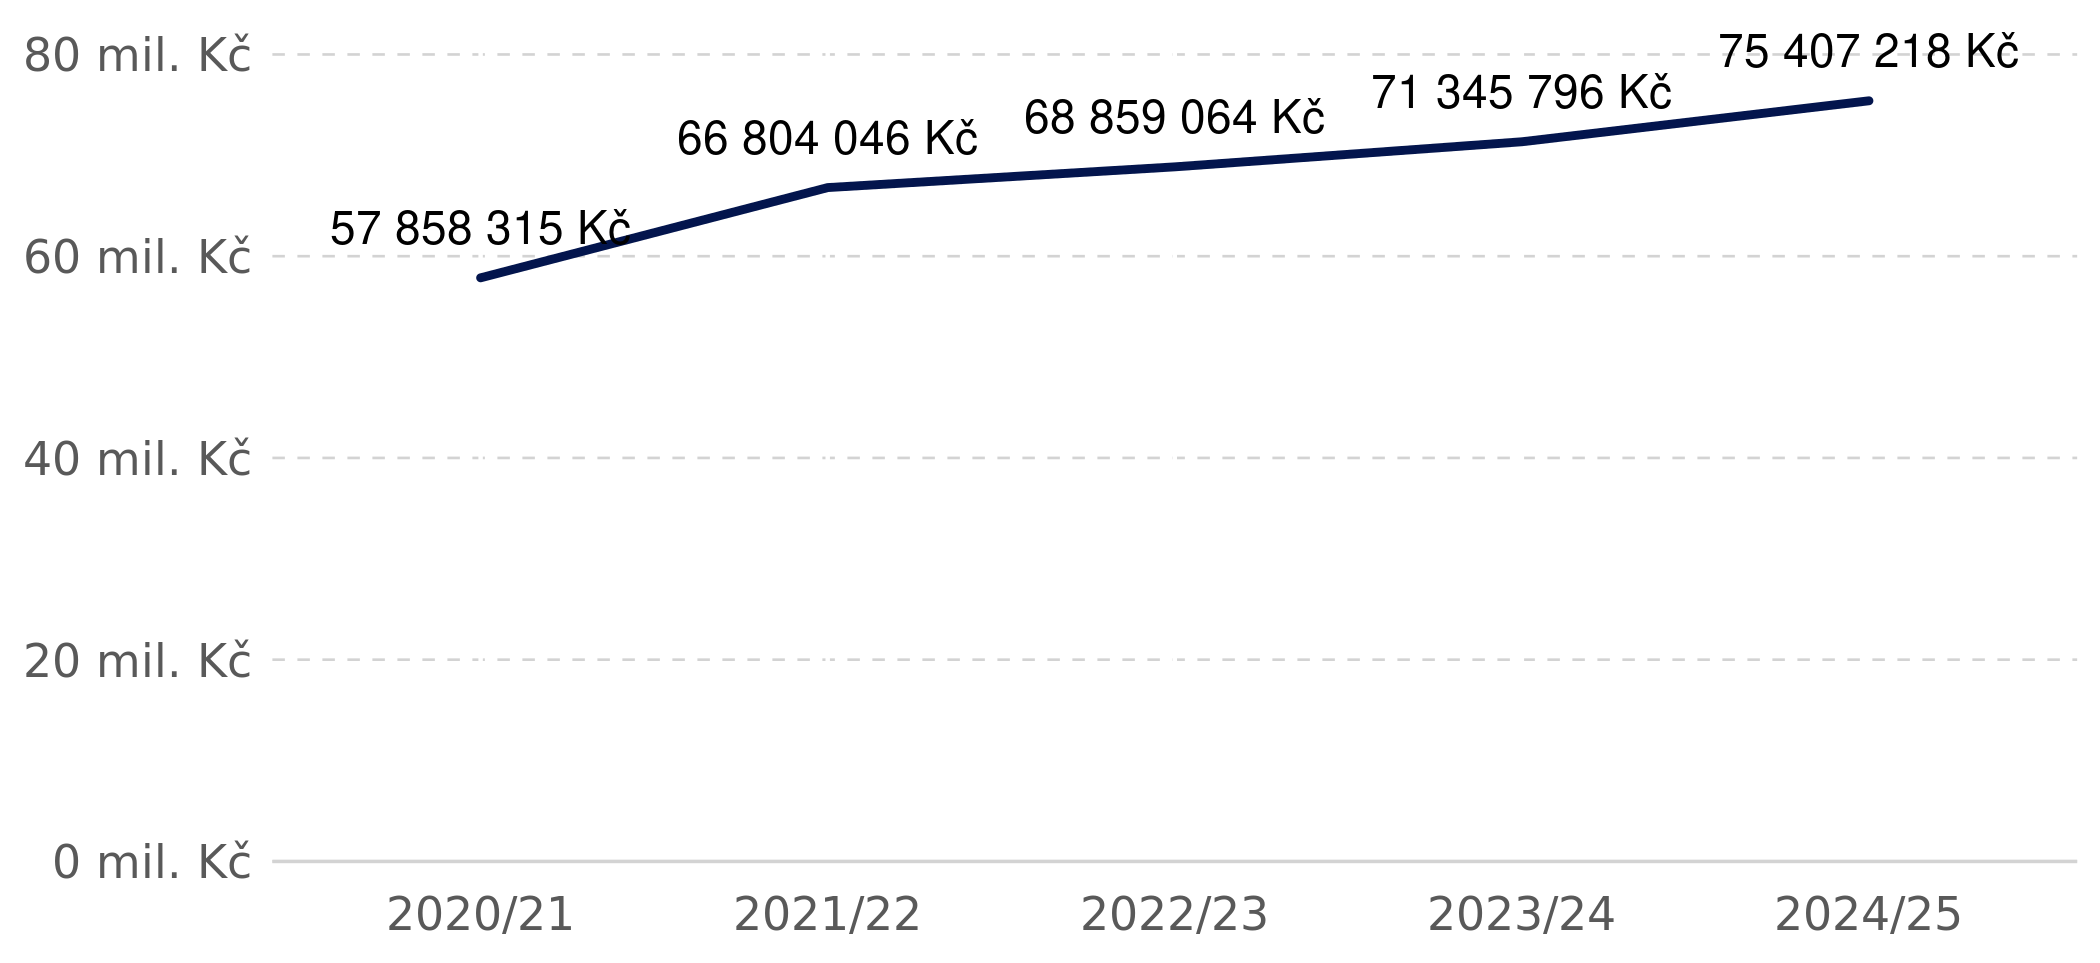 80 mil. Kč
75 407 218 Kč
71 345 796 Kč
68 859 064 Kč
66 804 046 Kč
57 858 315 Kč
60 mil. Kč
40 mil. Kč
20 mil. Kč
0 mil. Kč
2020/21 2021/22 2022/23 2023/24 2024/25